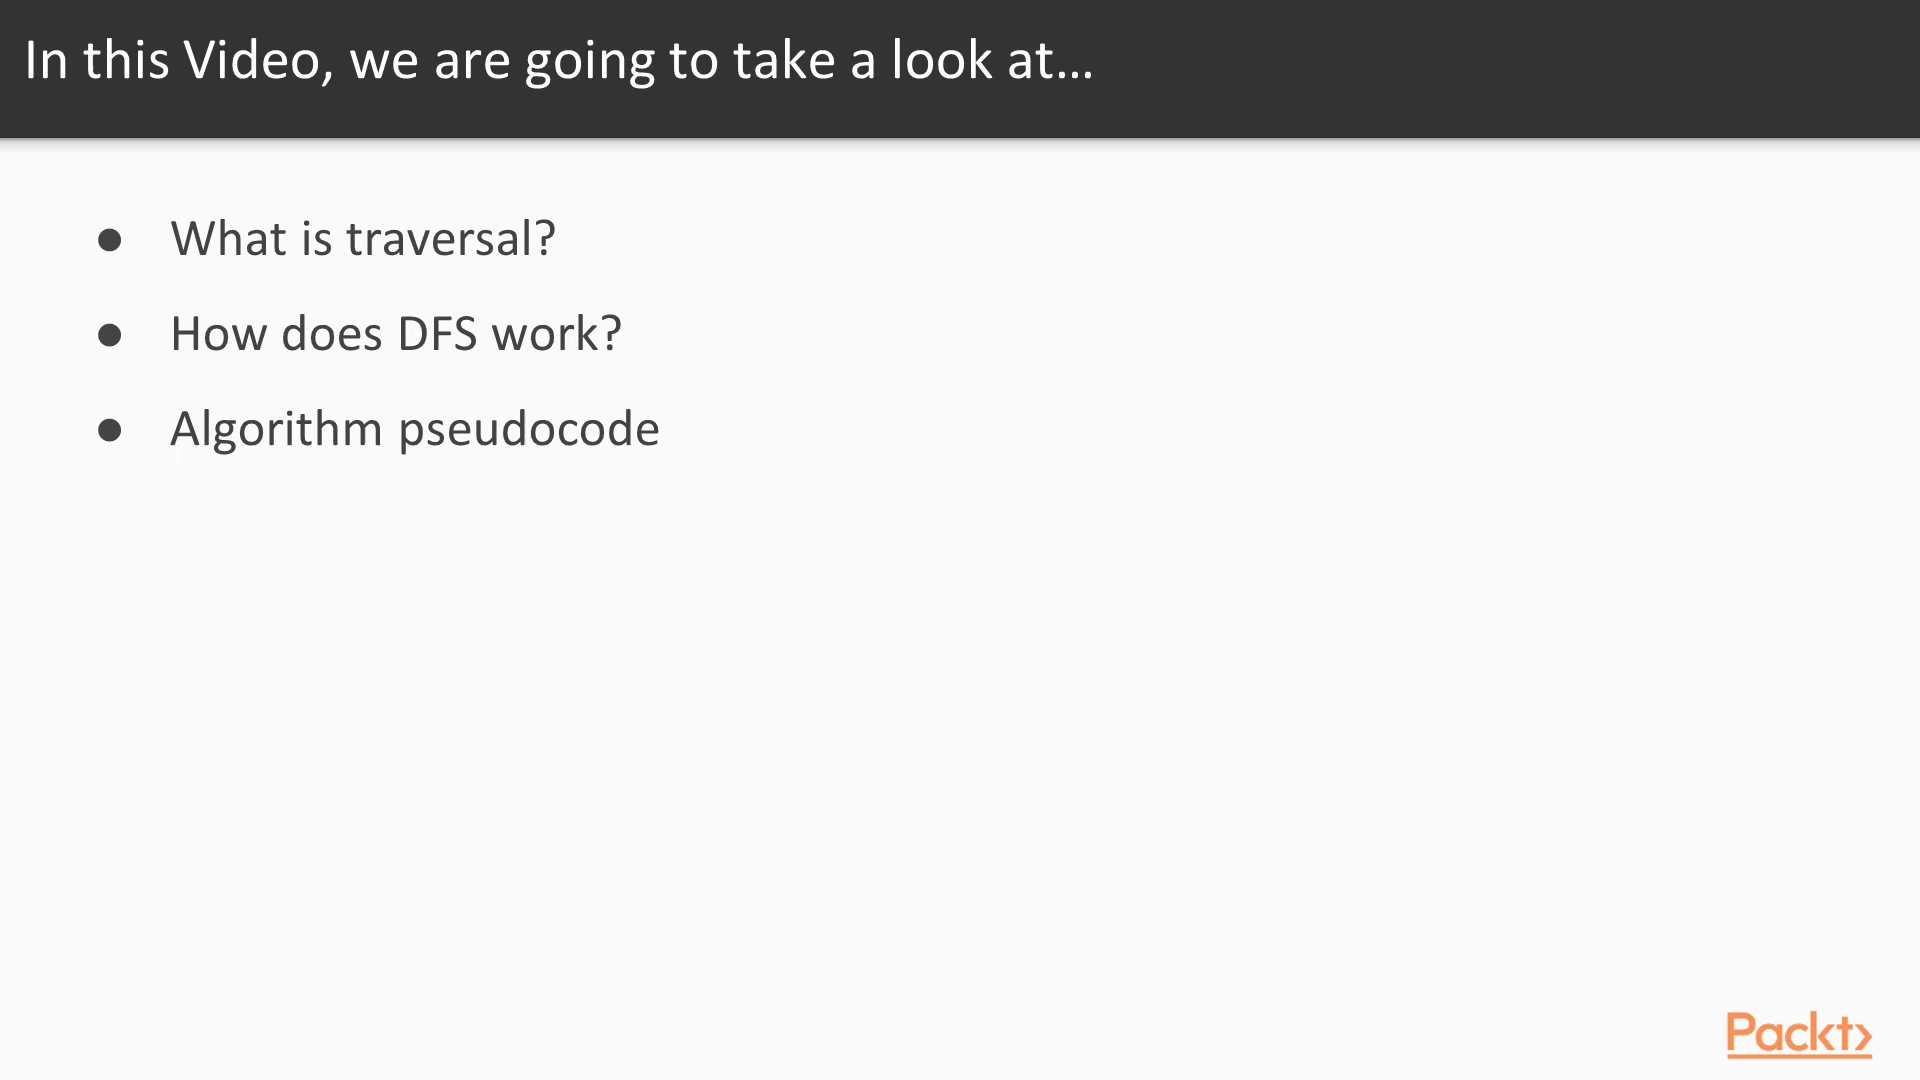 In this Video, we are going to take a look at...
● What is traversal?
● How does DFS work?
● Algorithm pseudocode
Packt>